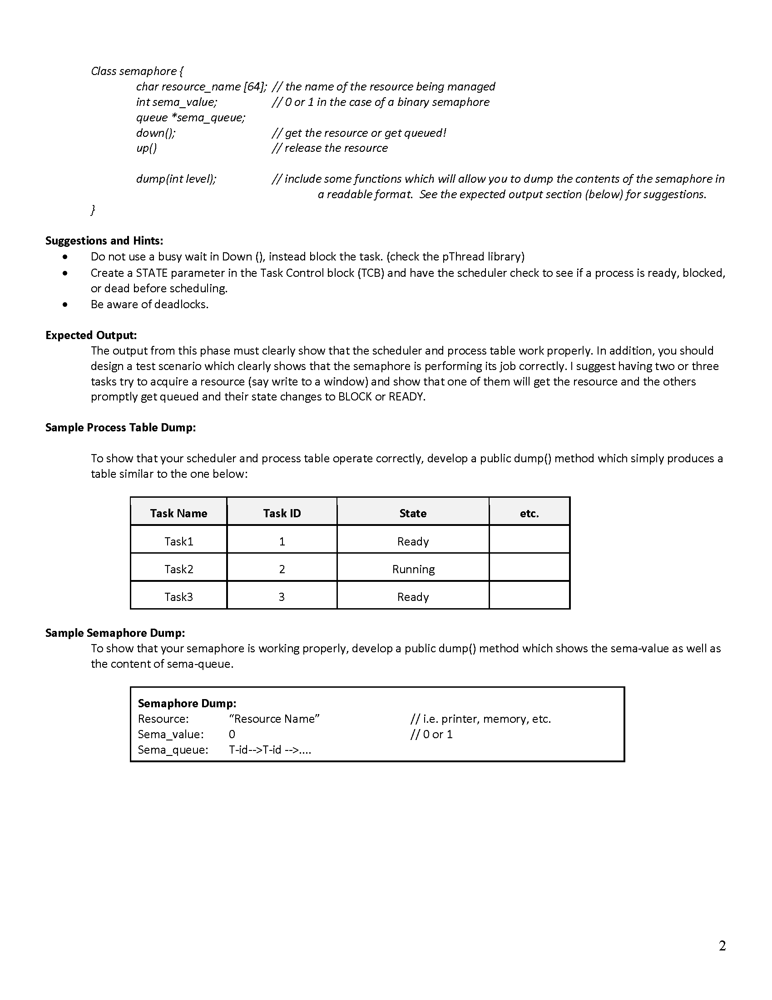 Class semaphore {
char resource_name [64]; // the name of the resource being managed
int sema_value; // 0 or 1 in the case of a binary semaphore
queue *sema_queue;
down(); // get the resource or get queued!
up() // release the resource
dump(int level); // include some functions which will allow you to dump the contents of the semaphore in
a readable format. See the expected output section (below) for suggestions.
}
Suggestions and Hints:
• Do not use a busy wait in Down (), instead block the task. (check the pThread library)
• Create a STATE parameter in the Task Control block (TCB) and have the scheduler check to see if a process is ready, blocked,
or dead before scheduling.
• Be aware of deadlocks.
Expected Output:
The output from this phase must clearly show that the scheduler and process table work properly. In addition, you should
design a test scenario which clearly shows that the semaphore is performing its job correctly. I suggest having two or three
tasks try to acquire a resource (say write to a window) and show that one of them will get the resource and the others
promptly get queued and their state changes to BLOCK or READY.
Sample Process Table Dump:
To show that your scheduler and process table operate correctly, develop a public dump() method which simply produces a
table similar to the one below:
Task Name Task ID State etc.
Task1 1 Ready
Task2 2 Running
Task3 3 Ready
Sample Semaphore Dump:
To show that your semaphore is working properly, develop a public dump() method which shows the sema-value as well as
the content of sema-queue.
Semaphore Dump:
Resource: “Resource Name” // i.e. printer, memory, etc.
Sema_value: 0 // 0 or 1
Sema_queue: T-id-->T-id -->....
2